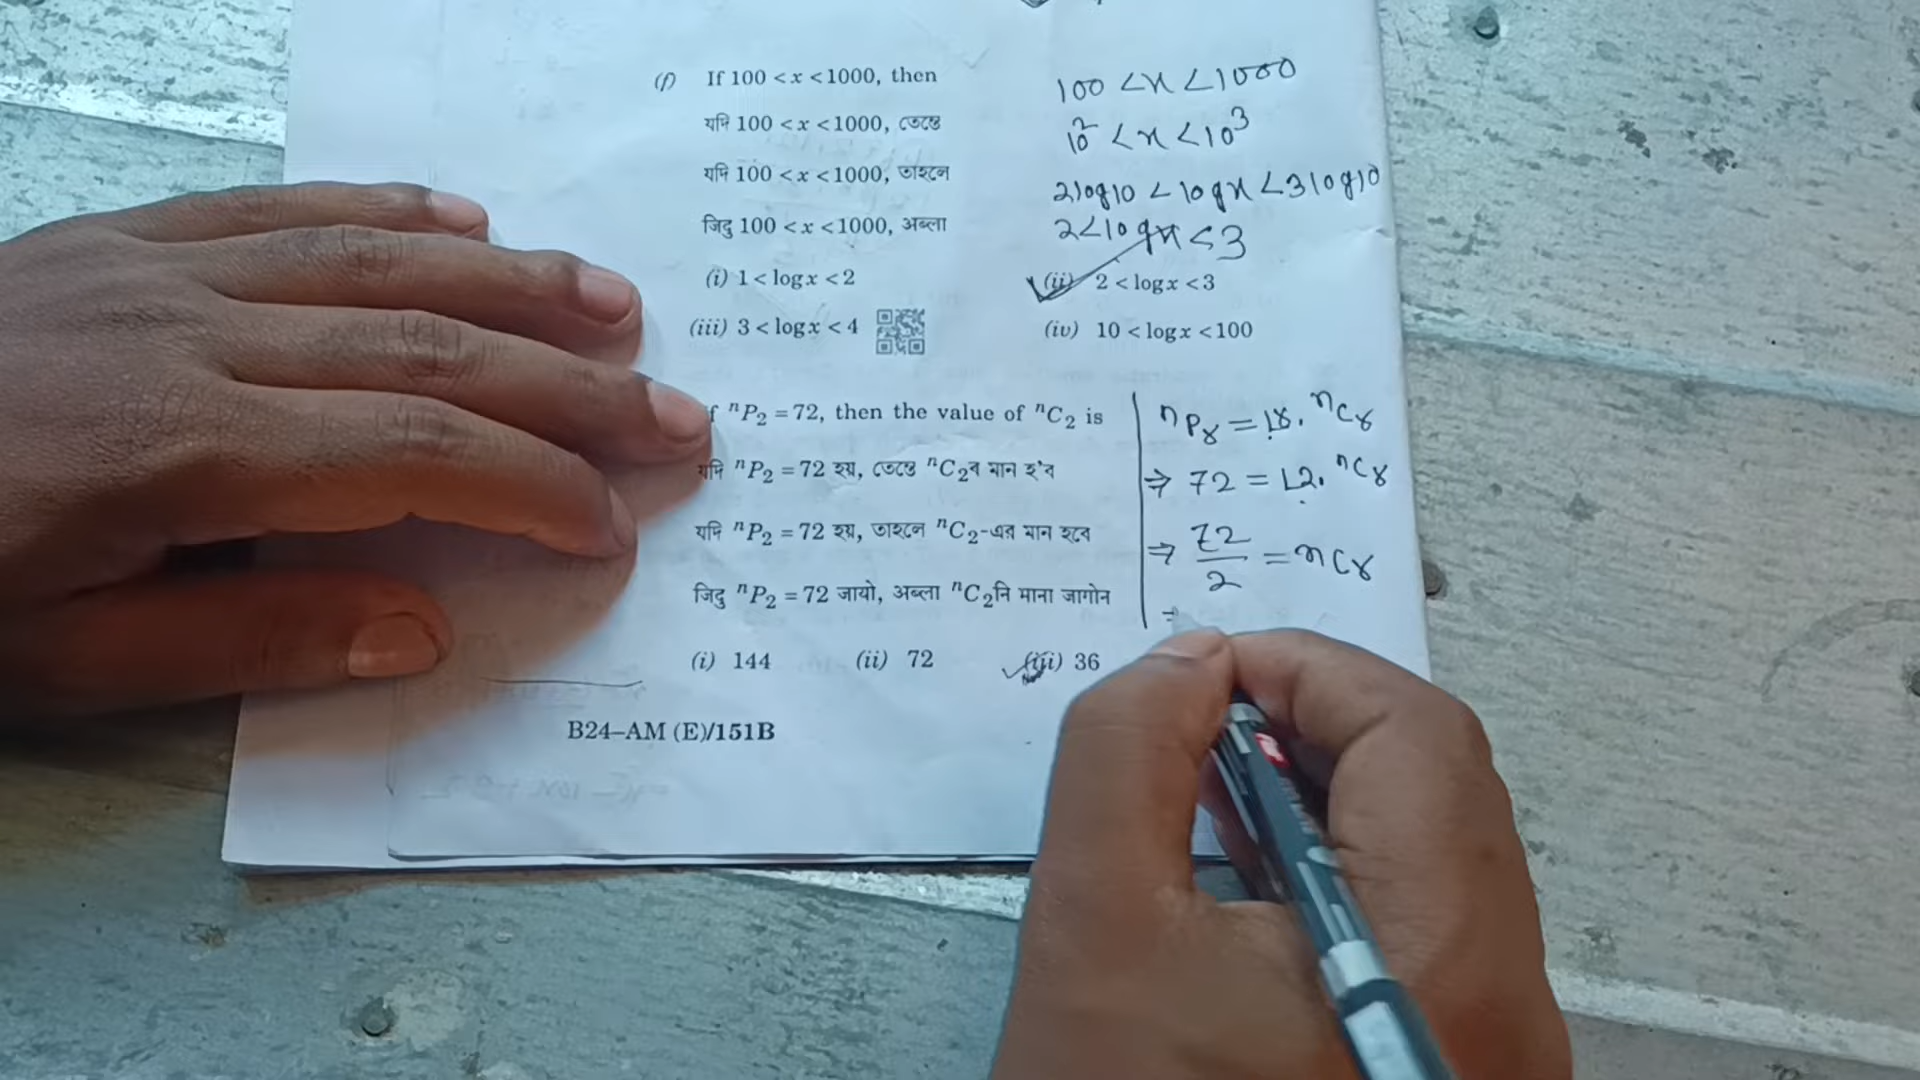 (f) If 100 < x < 1000, then
যদি 100 < x < 1000, তেন্তে
যদি 100 < x < 1000, তাহলে
जिदु 100 < x < 1000, अब्ला
(i) 1 < log x < 2
(ii) 2 < log x < 3
(iii) 3 < log x < 4
(iv) 10 < log x < 100
100 < x < 1000
10² < x < 10³
2log10 < logx < 3log10
2 < logx < 3
f ⁿP₂ = 72, then the value of ⁿC₂ is
যদি ⁿP₂ = 72 হয়, তেন্তে ⁿC₂ৰ মান হ'ব
যদি ⁿP₂ = 72 হয়, তাহলে ⁿC₂-এর মান হবে
जिदु ⁿP₂ = 72 जायो, अब्ला ⁿC₂नि माना जागोन
(i) 144 (ii) 72 (iii) 36
ⁿPr = ∟r. ⁿCr
⇒ 72 = ∟2. ⁿCr
⇒ 72/2 = nCr
⇒
B24–AM (E)/151B